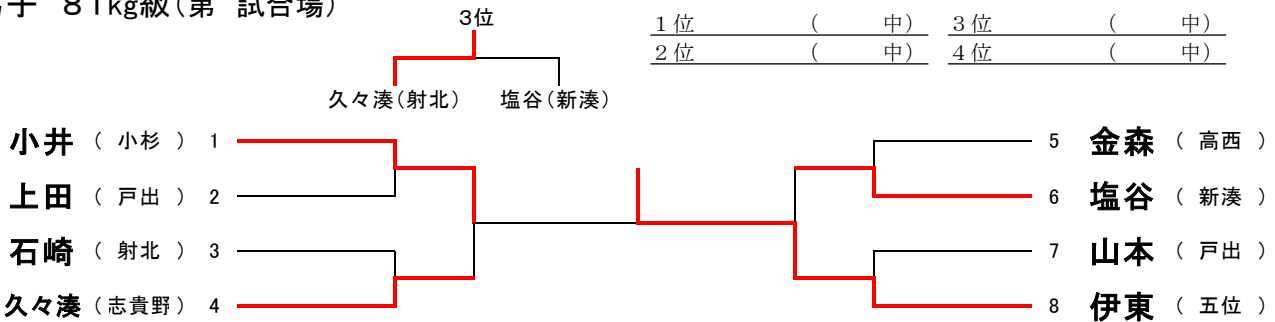 子 81kg級(第 試合場)
3位
1位 ( 中) 3位 ( 中)
2位 ( 中) 4位 ( 中)
久々湊(射北) 塩谷(新湊)
小井 ( 小杉 ) 1
上田 ( 戸出 ) 2
石崎 ( 射北 ) 3
久々湊 (志貴野) 4
5 金森 ( 高西 )
6 塩谷 ( 新湊 )
7 山本 ( 戸出 )
8 伊東 ( 五位 )